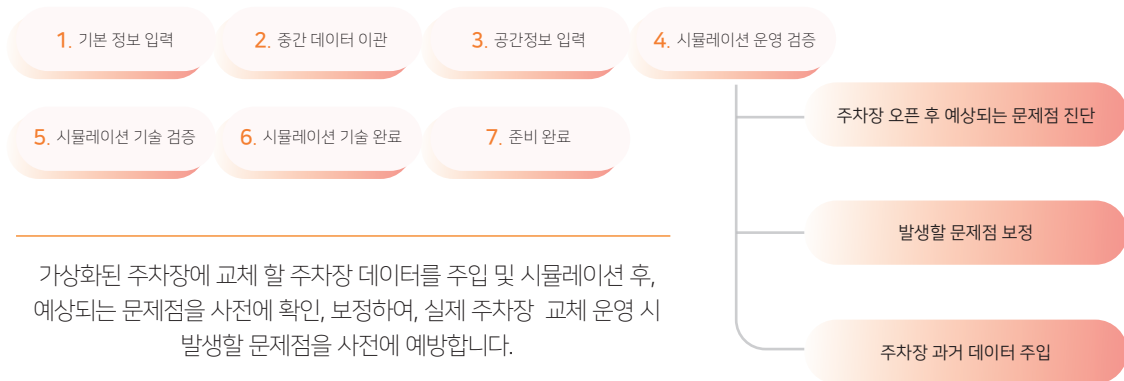 1. 기본 정보 입력
2. 중간 데이터 이관
3. 공간정보 입력
4. 시뮬레이션 운영 검증
5. 시뮬레이션 기술 검증
6. 시뮬레이션 기술 완료
7. 준비 완료
주차장 오픈 후 예상되는 문제점 진단
발생할 문제점 보정
주차장 과거 데이터 주입
가상화된 주차장에 교체 할 주차장 데이터를 주입 및 시뮬레이션 후,
예상되는 문제점을 사전에 확인, 보정하여, 실제 주차장 교체 운영 시
발생할 문제점을 사전에 예방합니다.